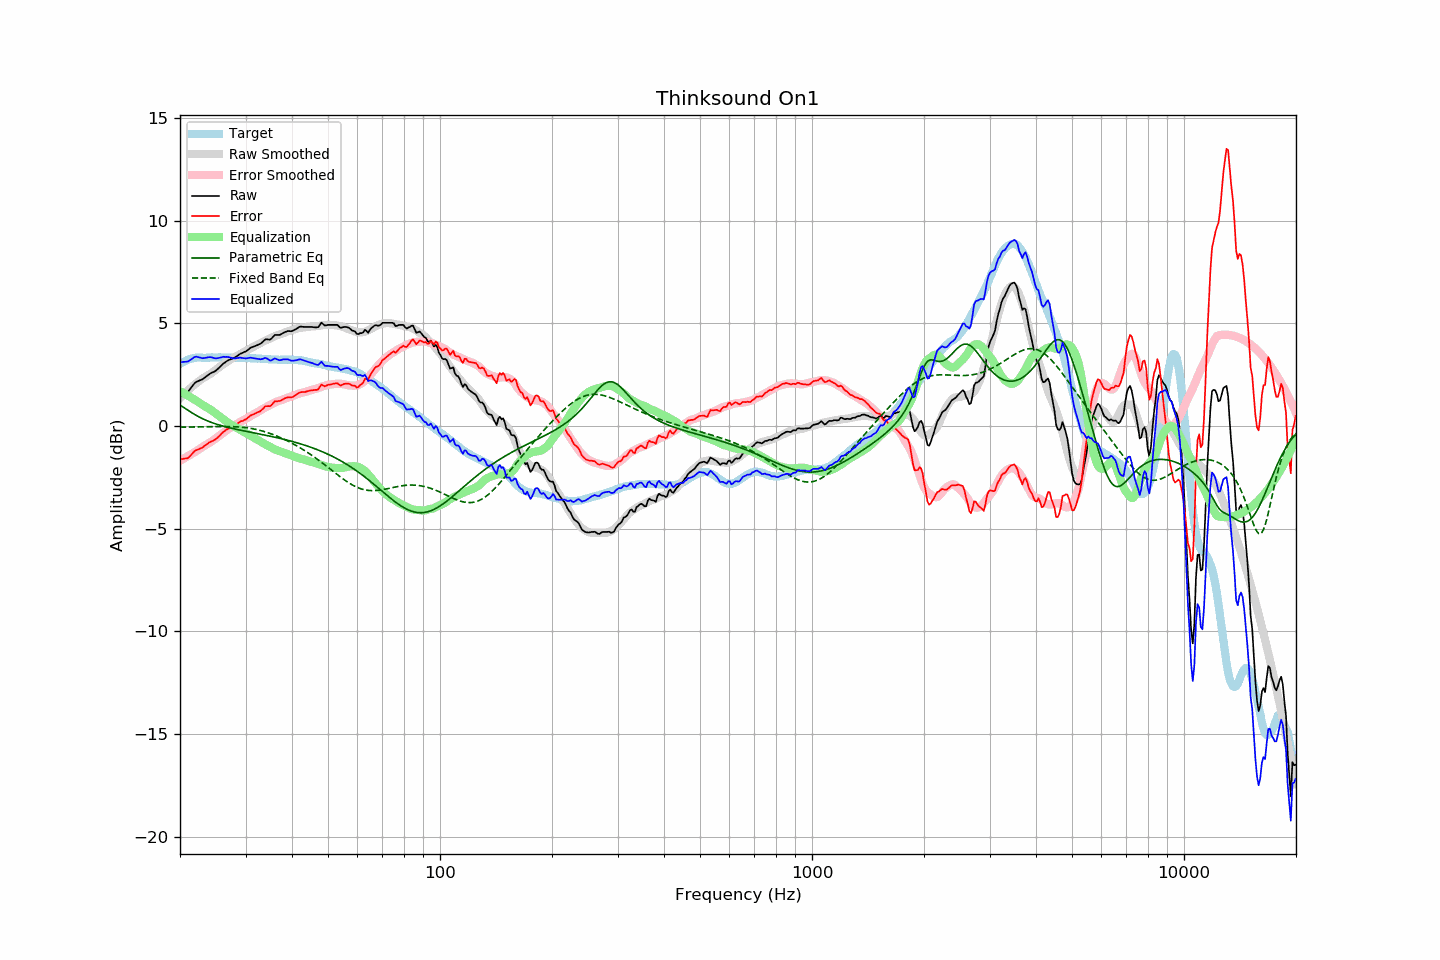 Thinksound On1
15
10
5
0
−5
−10
−15
−20
Amplitude (dBr)
Target
Raw Smoothed
Error Smoothed
Raw
Error
Equalization
Parametric Eq
Fixed Band Eq
Equalized
100
1000
10000
Frequency (Hz)